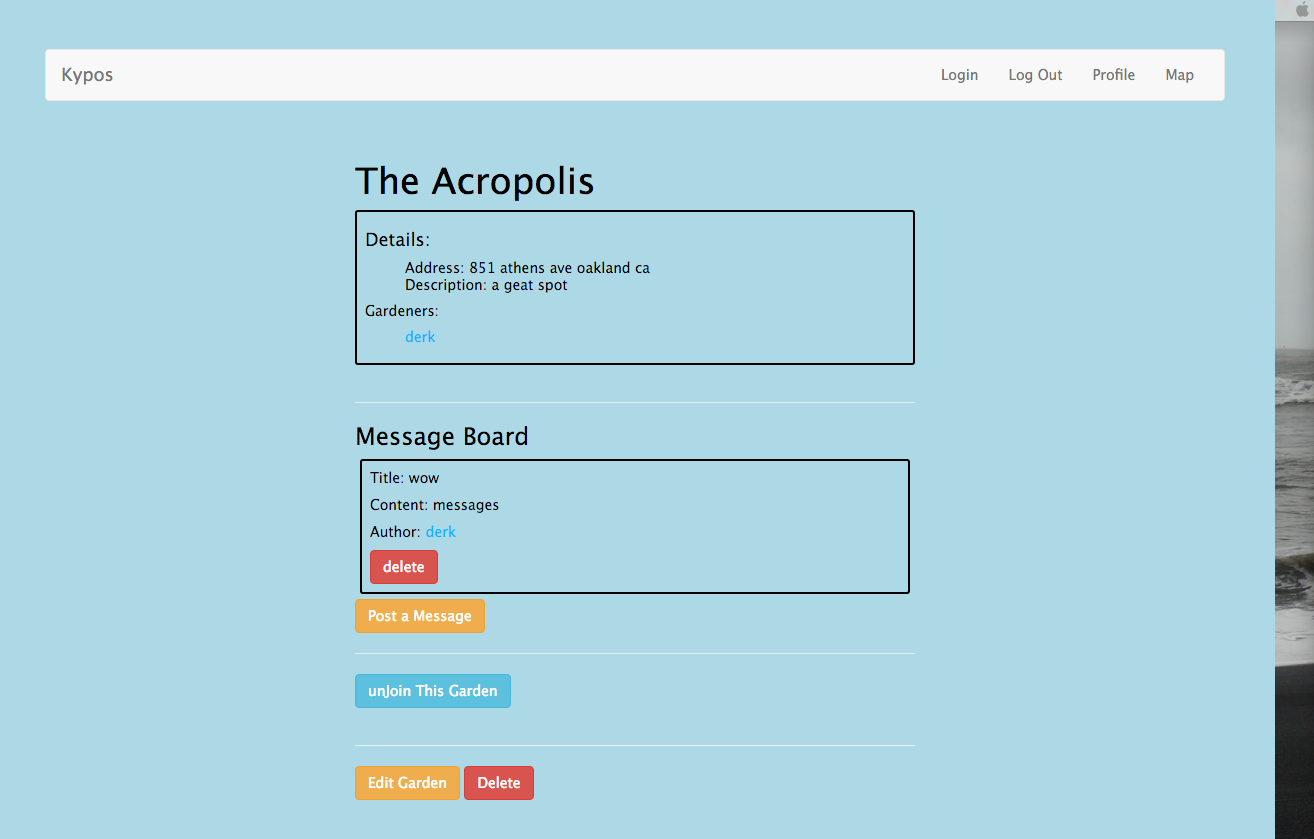 Kypos
Login Log Out Profile Map
The Acropolis
Details:
Address: 851 athens ave oakland ca
Description: a geat spot
Gardeners:
derk
Message Board
Title: wow
Content: messages
Author: derk
delete
Post a Message
unJoin This Garden
Edit Garden Delete